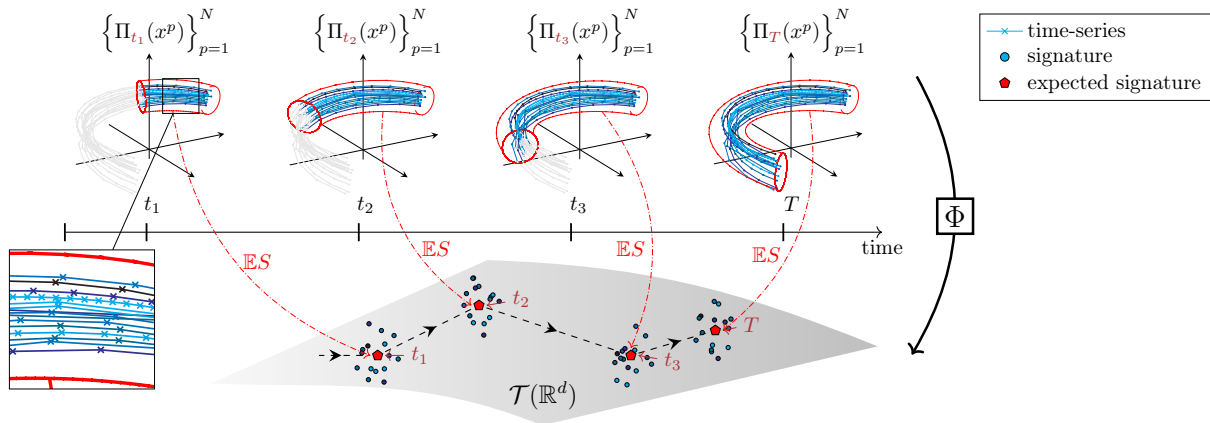 {Π_{t_1}(x^p)}_{p=1}^N {Π_{t_2}(x^p)}_{p=1}^N {Π_{t_3}(x^p)}_{p=1}^N {Π_T(x^p)}_{p=1}^N
time-series
signature
expected signature
t_1 t_2 t_3 T
Φ
time
𝔼S 𝔼S 𝔼S 𝔼S
t_2
T
t_1
t_3
𝒯(ℝ^d)